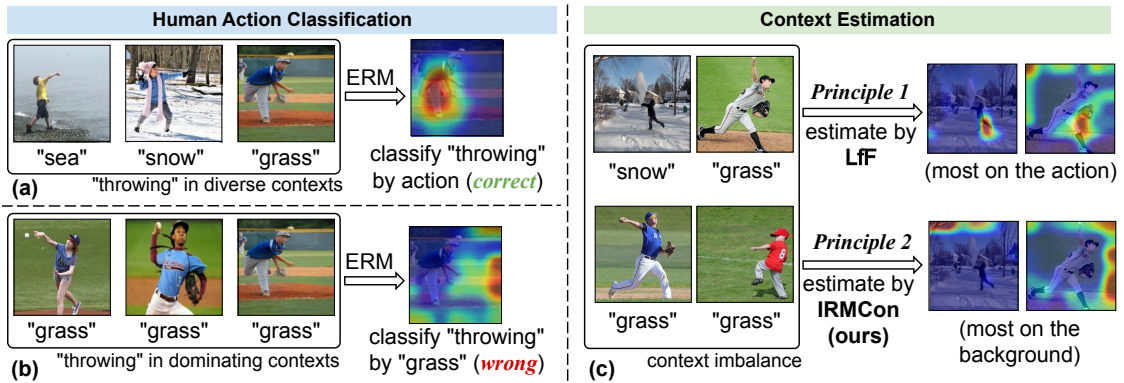 Human Action Classification
"sea"
"snow"
"grass"
ERM
classify "throwing"
by action (correct)
(a)
"throwing" in diverse contexts
"grass"
"grass"
"grass"
ERM
classify "throwing"
by "grass" (wrong)
(b)
"throwing" in dominating contexts
Context Estimation
"snow"
"grass"
Principle 1
estimate by
LfF
(most on the action)
"grass"
"grass"
Principle 2
estimate by
IRMCon
(ours)
(most on the
background)
(c)
context imbalance